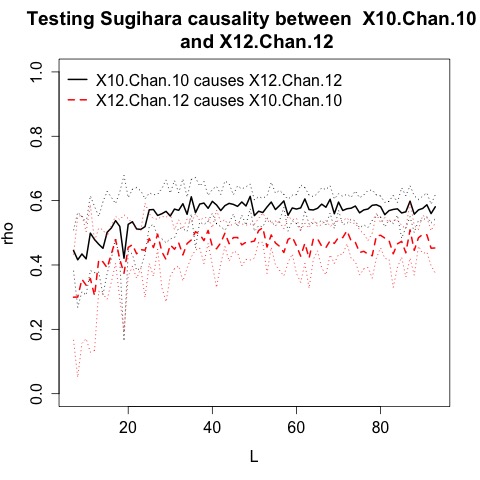 Testing Sugihara causality between X10.Chan.10
and X12.Chan.12
X10.Chan.10 causes X12.Chan.12
X12.Chan.12 causes X10.Chan.10
1.0
0.8
0.6
0.4
0.2
0.0
rho
20 40 60 80
L